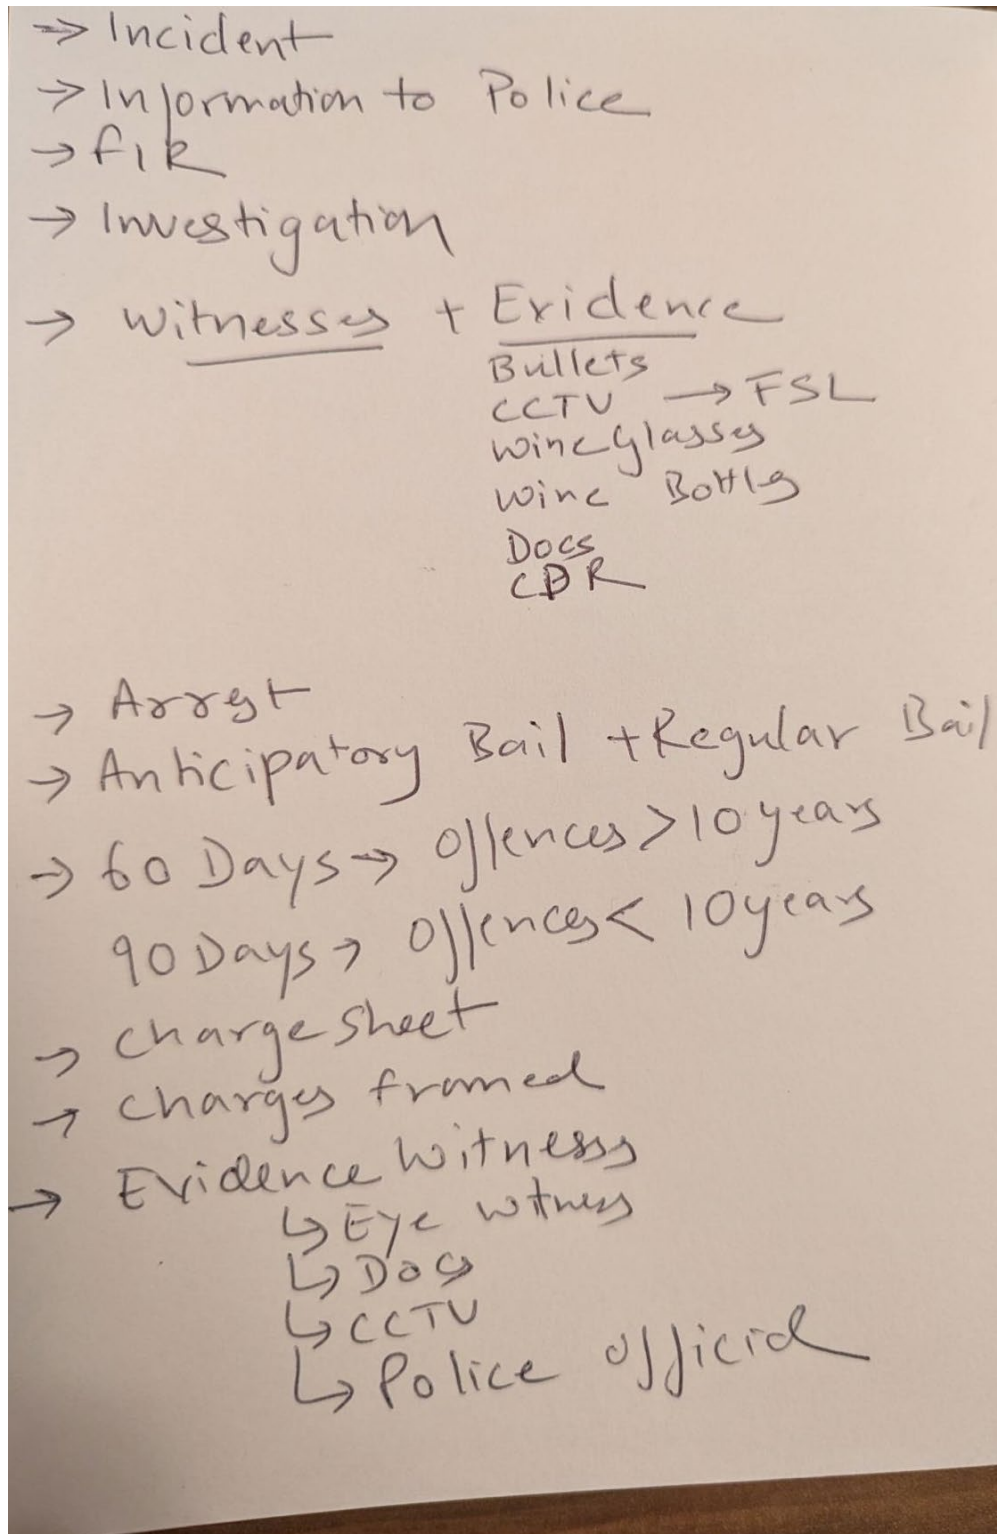 → Incident
→ Information to Police
→ FIR
→ Investigation
→ Witnesses + Evidence
Bullets
CCTV → FSL
Wine Glasses
Wine Bottles
Docs
CDR
→ Arrest
→ Anticipatory Bail + Regular Bail
→ 60 Days → Offences > 10 years
90 Days → Offences < 10 years
→ Charge sheet
→ Charges framed
→ Evidence Witness
↳ Eye witness
↳ Docs
↳ CCTV
↳ Police official